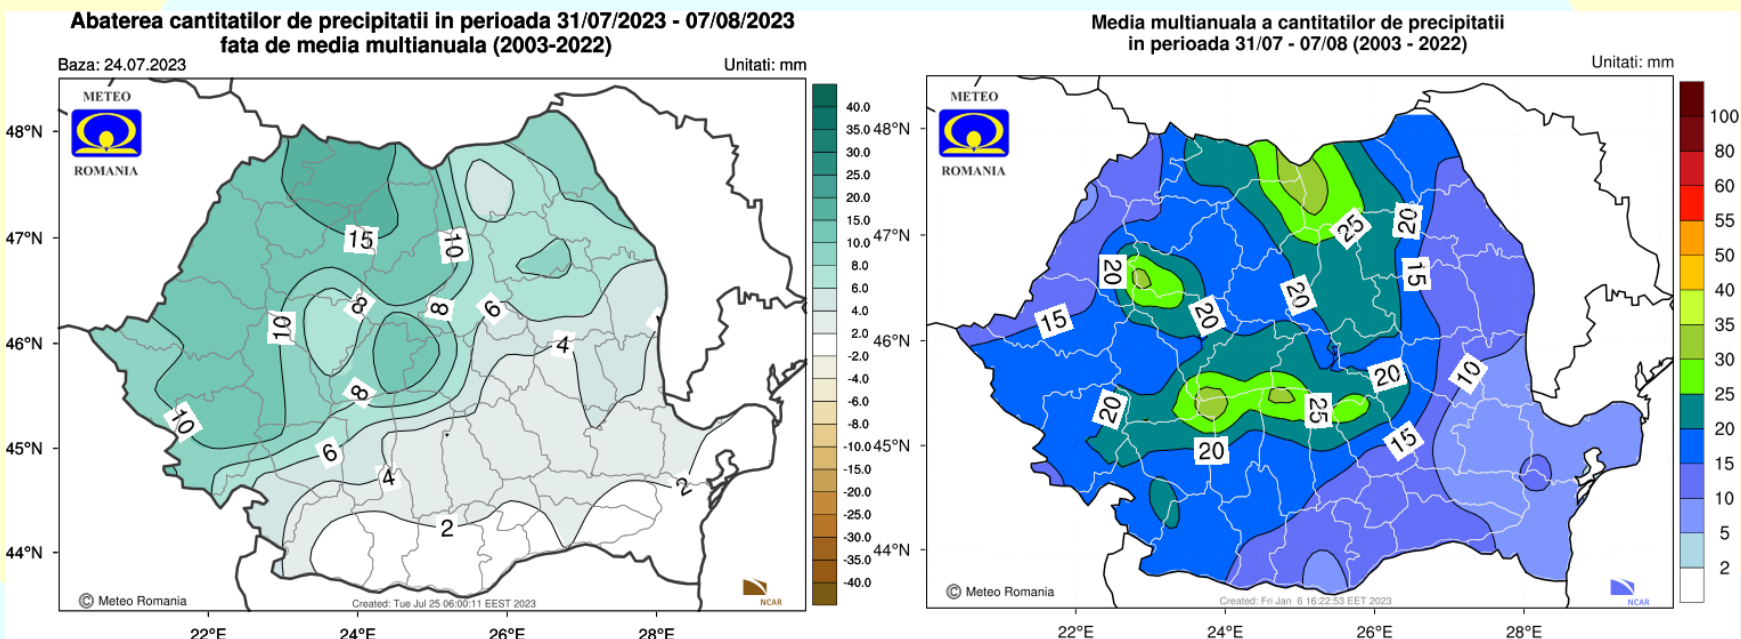 Abaterea cantitatilor de precipitatii in perioada 31/07/2023 - 07/08/2023
fata de media multianuala (2003-2022)
Baza: 24.07.2023
Unitati: mm
METEO
ROMANIA
48°N
47°N
46°N
45°N
44°N
15
10
10
8
8
6
4
8
10
6
4
2
2
40.0
35.0
30.0
25.0
20.0
15.0
10.0
8.0
6.0
4.0
2.0
-2.0
-4.0
-6.0
-8.0
-10.0
-15.0
-20.0
-25.0
-30.0
-35.0
-40.0
© Meteo Romania
Created: Tue Jul 25 06:00:11 EEST 2023
NCAR
22°E
24°E
26°E
28°E
Media multianuala a cantitatilor de precipitatii
in perioada 31/07 - 07/08 (2003 - 2022)
Unitati: mm
METEO
ROMANIA
48°N
47°N
46°N
45°N
44°N
25
20
20
15
20
20
15
20
10
20
25
15
20
100
80
60
55
50
40
35
30
25
20
15
10
5
2
© Meteo Romania
Created: Fri Jan 6 16:22:53 EET 2023
NCAR
22°E
24°E
26°E
28°E